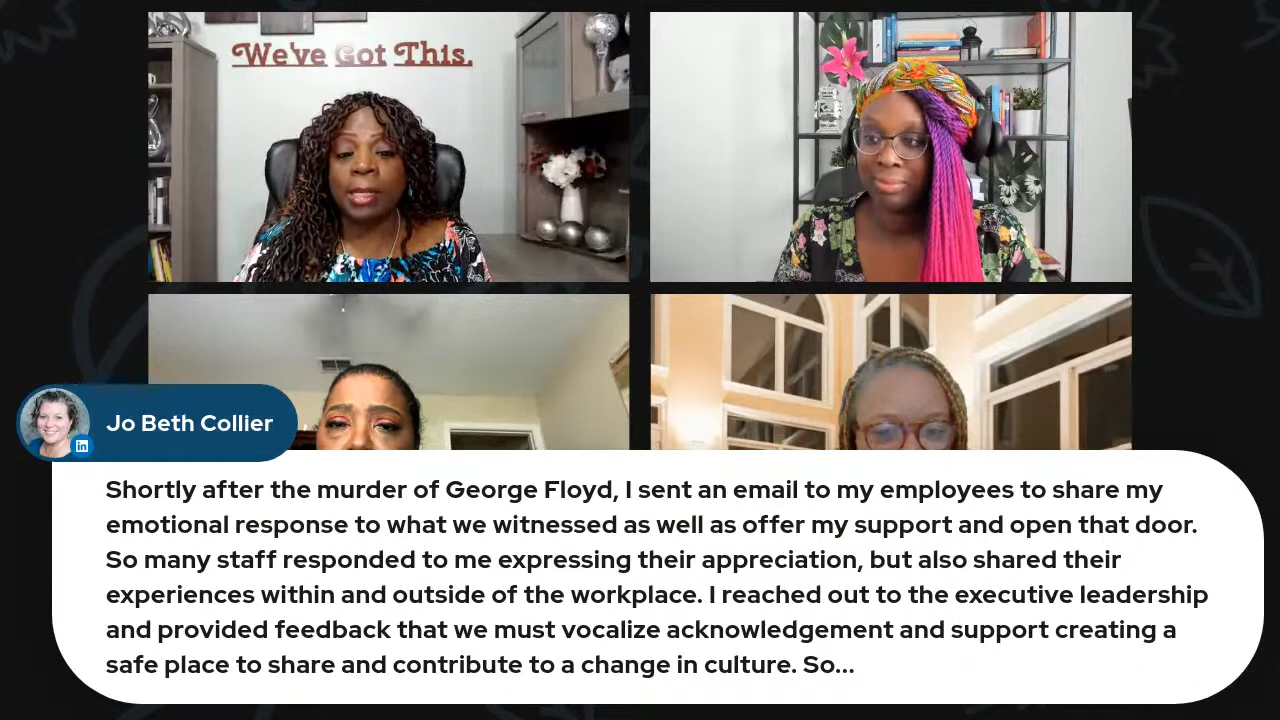 We've Got This.
Jo Beth Collier
in
Shortly after the murder of George Floyd, I sent an email to my employees to share my
emotional response to what we witnessed as well as offer my support and open that door.
So many staff responded to me expressing their appreciation, but also shared their
experiences within and outside of the workplace. I reached out to the executive leadership
and provided feedback that we must vocalize acknowledgement and support creating a
safe place to share and contribute to a change in culture. So...